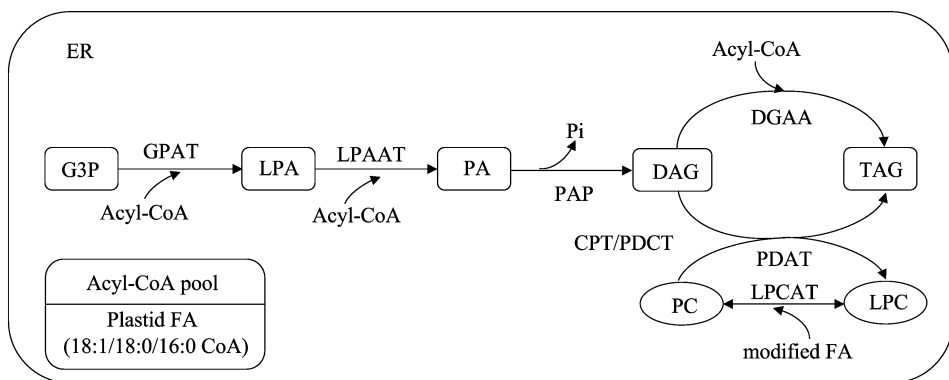 ER
Acyl-CoA
DGAA
Pi
GPAT
LPAAT
G3P
LPA
PA
DAG
TAG
PAP
Acyl-CoA
Acyl-CoA
CPT/PDCT
PDAT
Acyl-CoA pool
LPCAT
PC
LPC
Plastid FA
(18:1/18:0/16:0 CoA)
modified FA